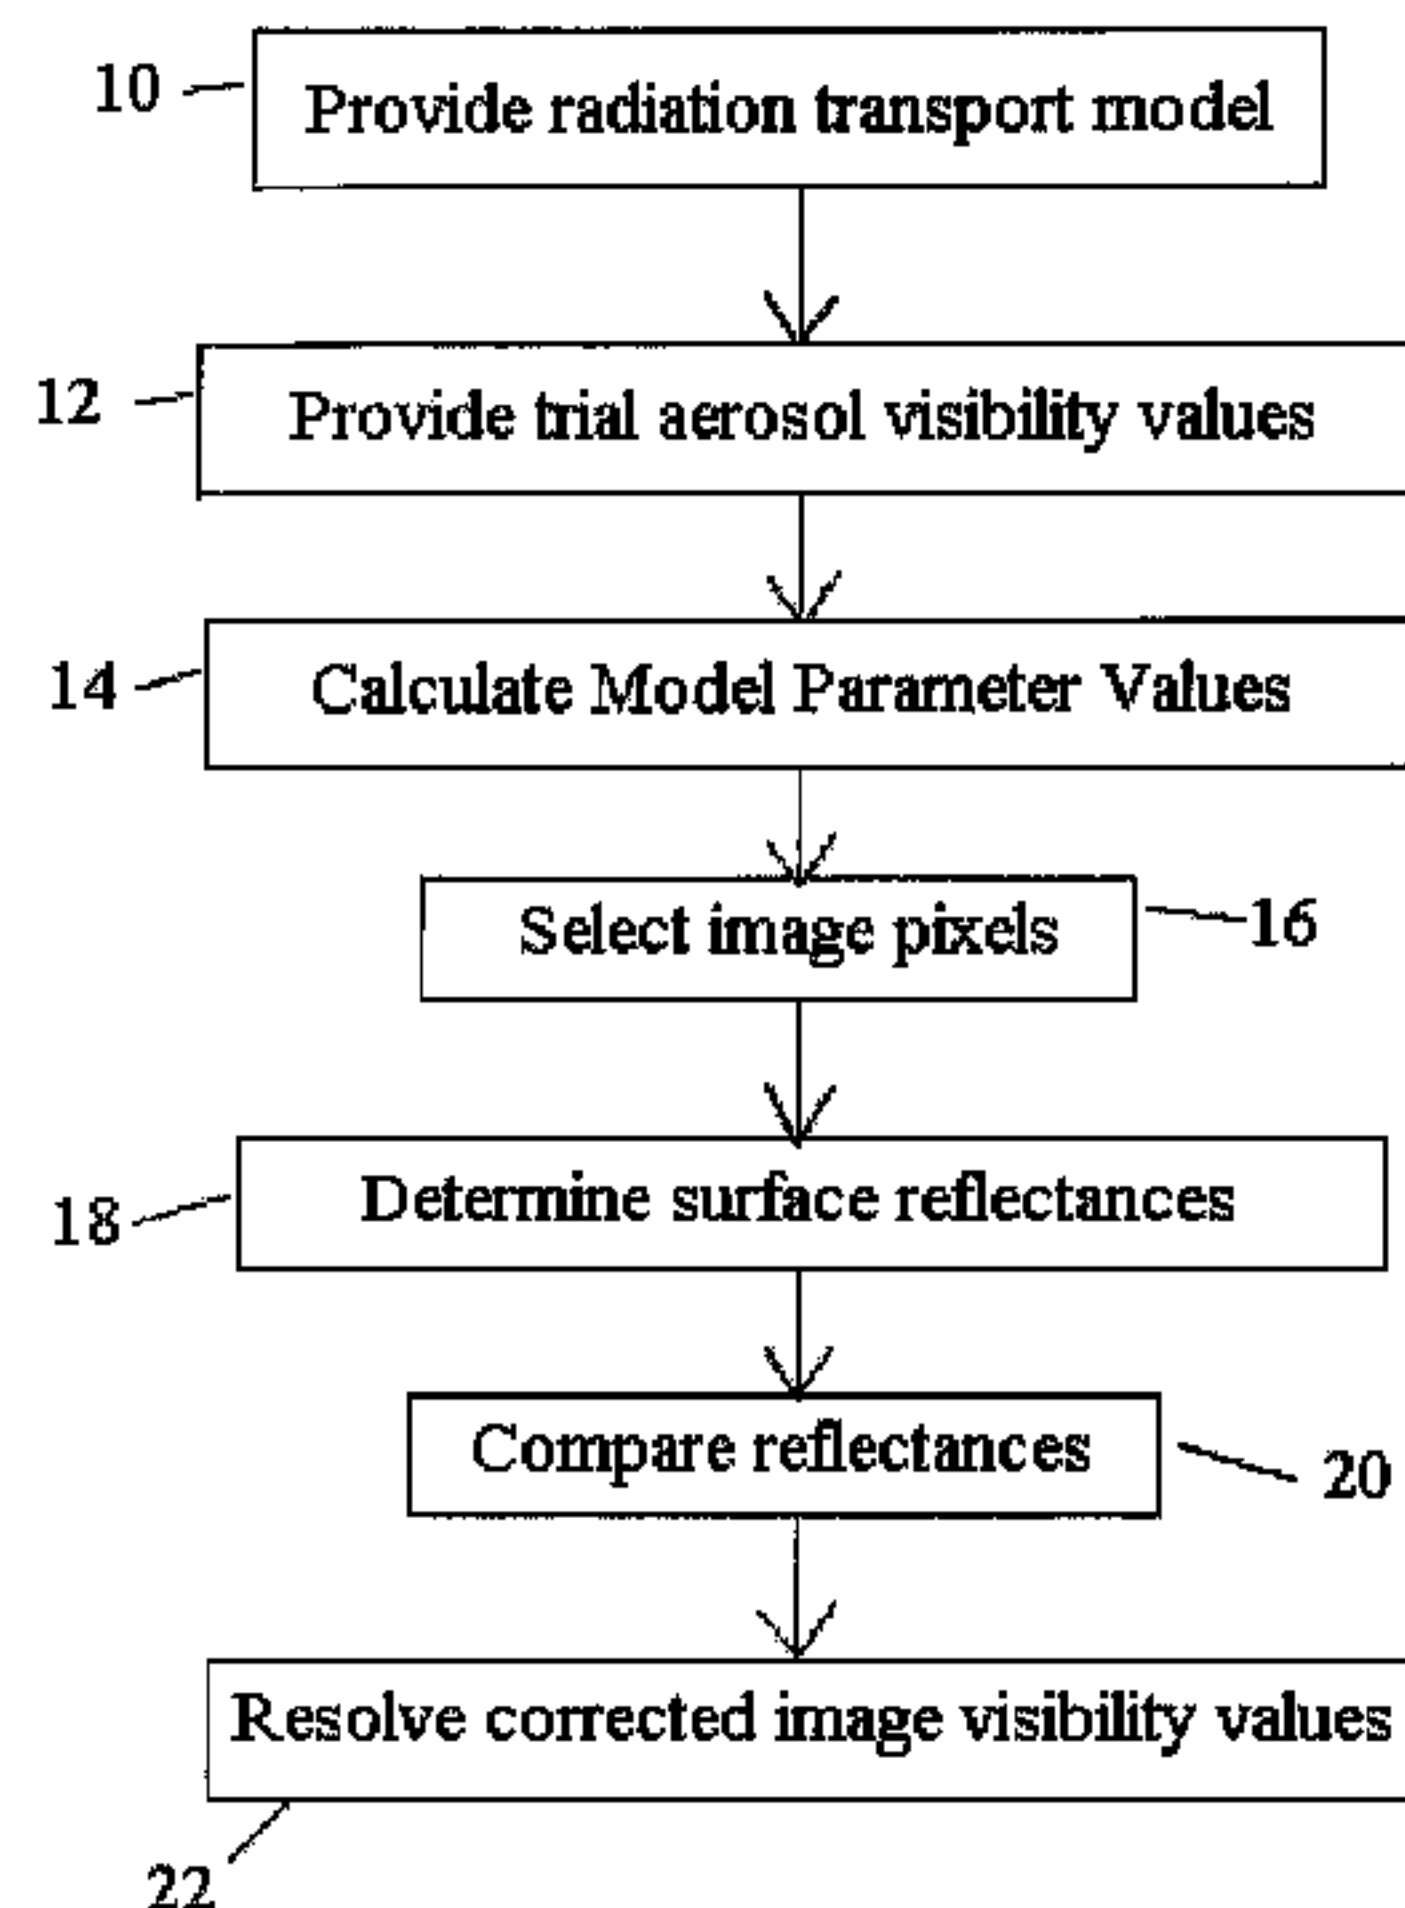 10
Provide radiation transport model
12
Provide trial aerosol visibility values
14
Calculate Model Parameter Values
Select image pixels
16
18
Determine surface reflectances
Compare reflectances
20
Resolve corrected image visibility values
22